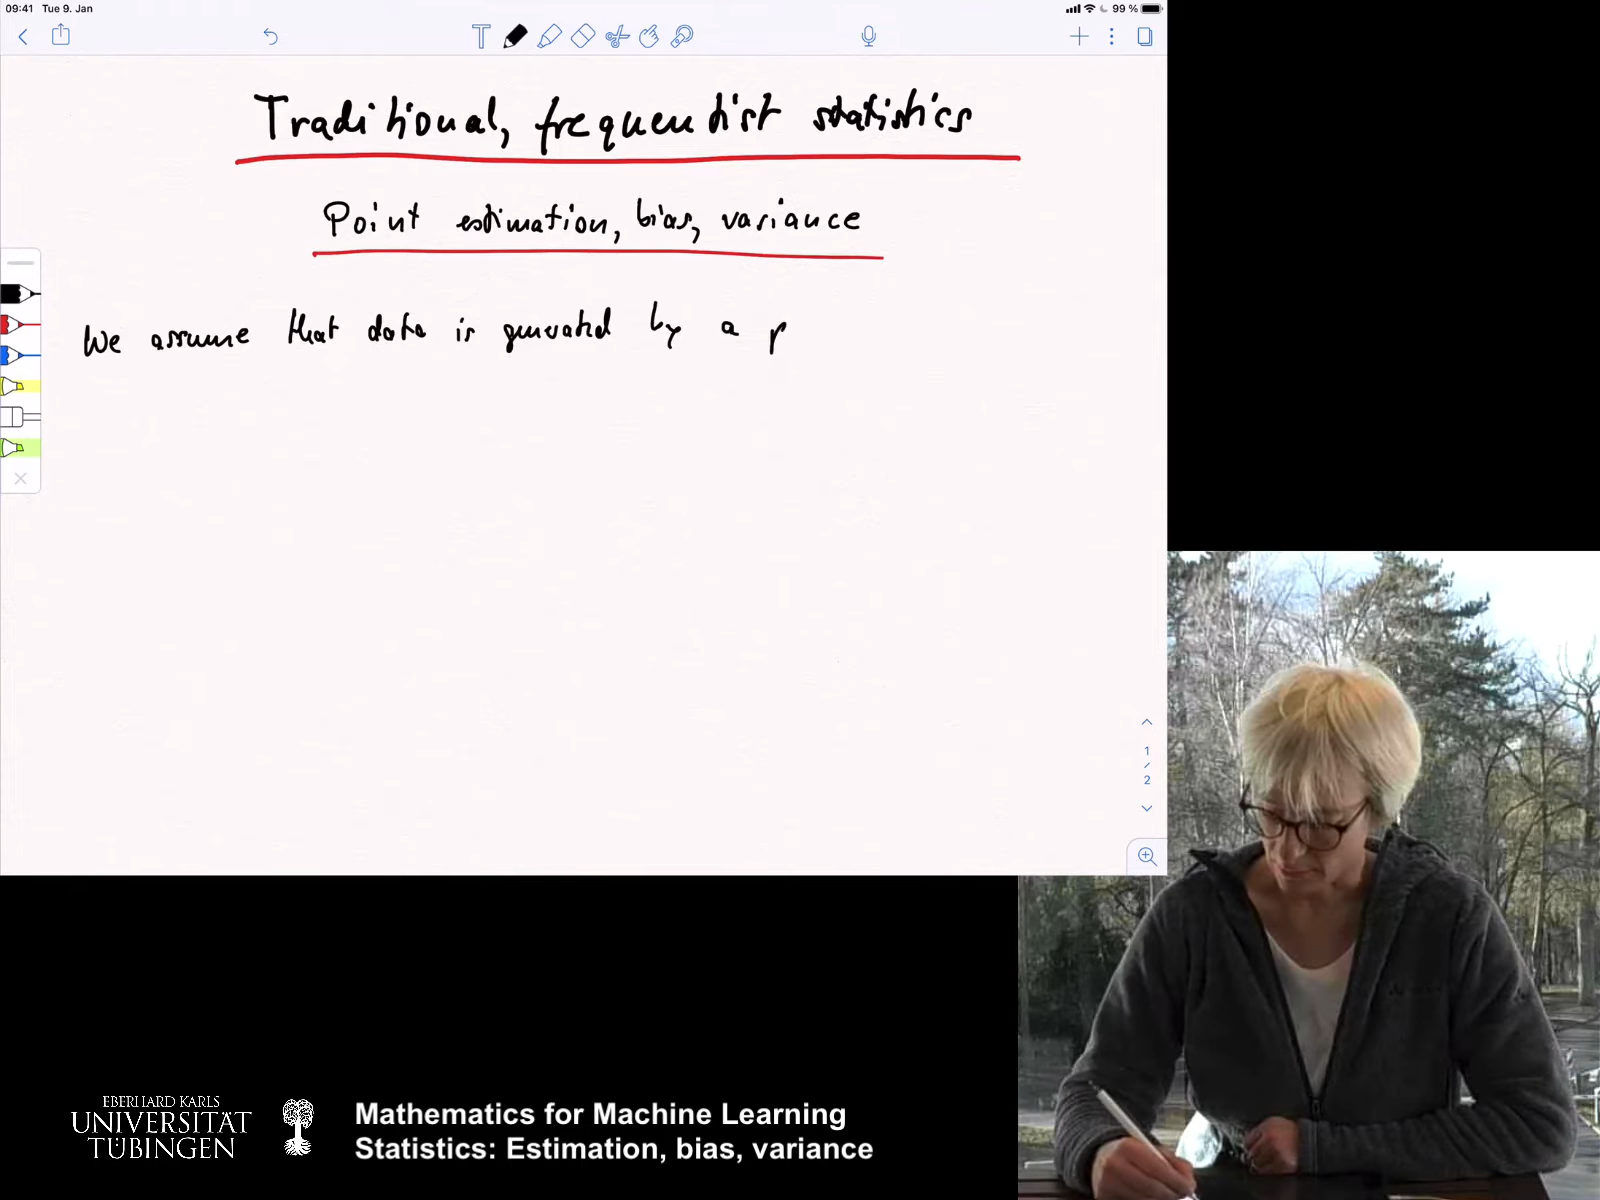 09:41 Tue 9. Jan
99 %
Traditional, frequentist statistics
Point estimation, bias, variance
We assume that data is generated by a p
1
/
2
EBERHARD KARLS
UNIVERSITÄT
TÜBINGEN
Mathematics for Machine Learning
Statistics: Estimation, bias, variance